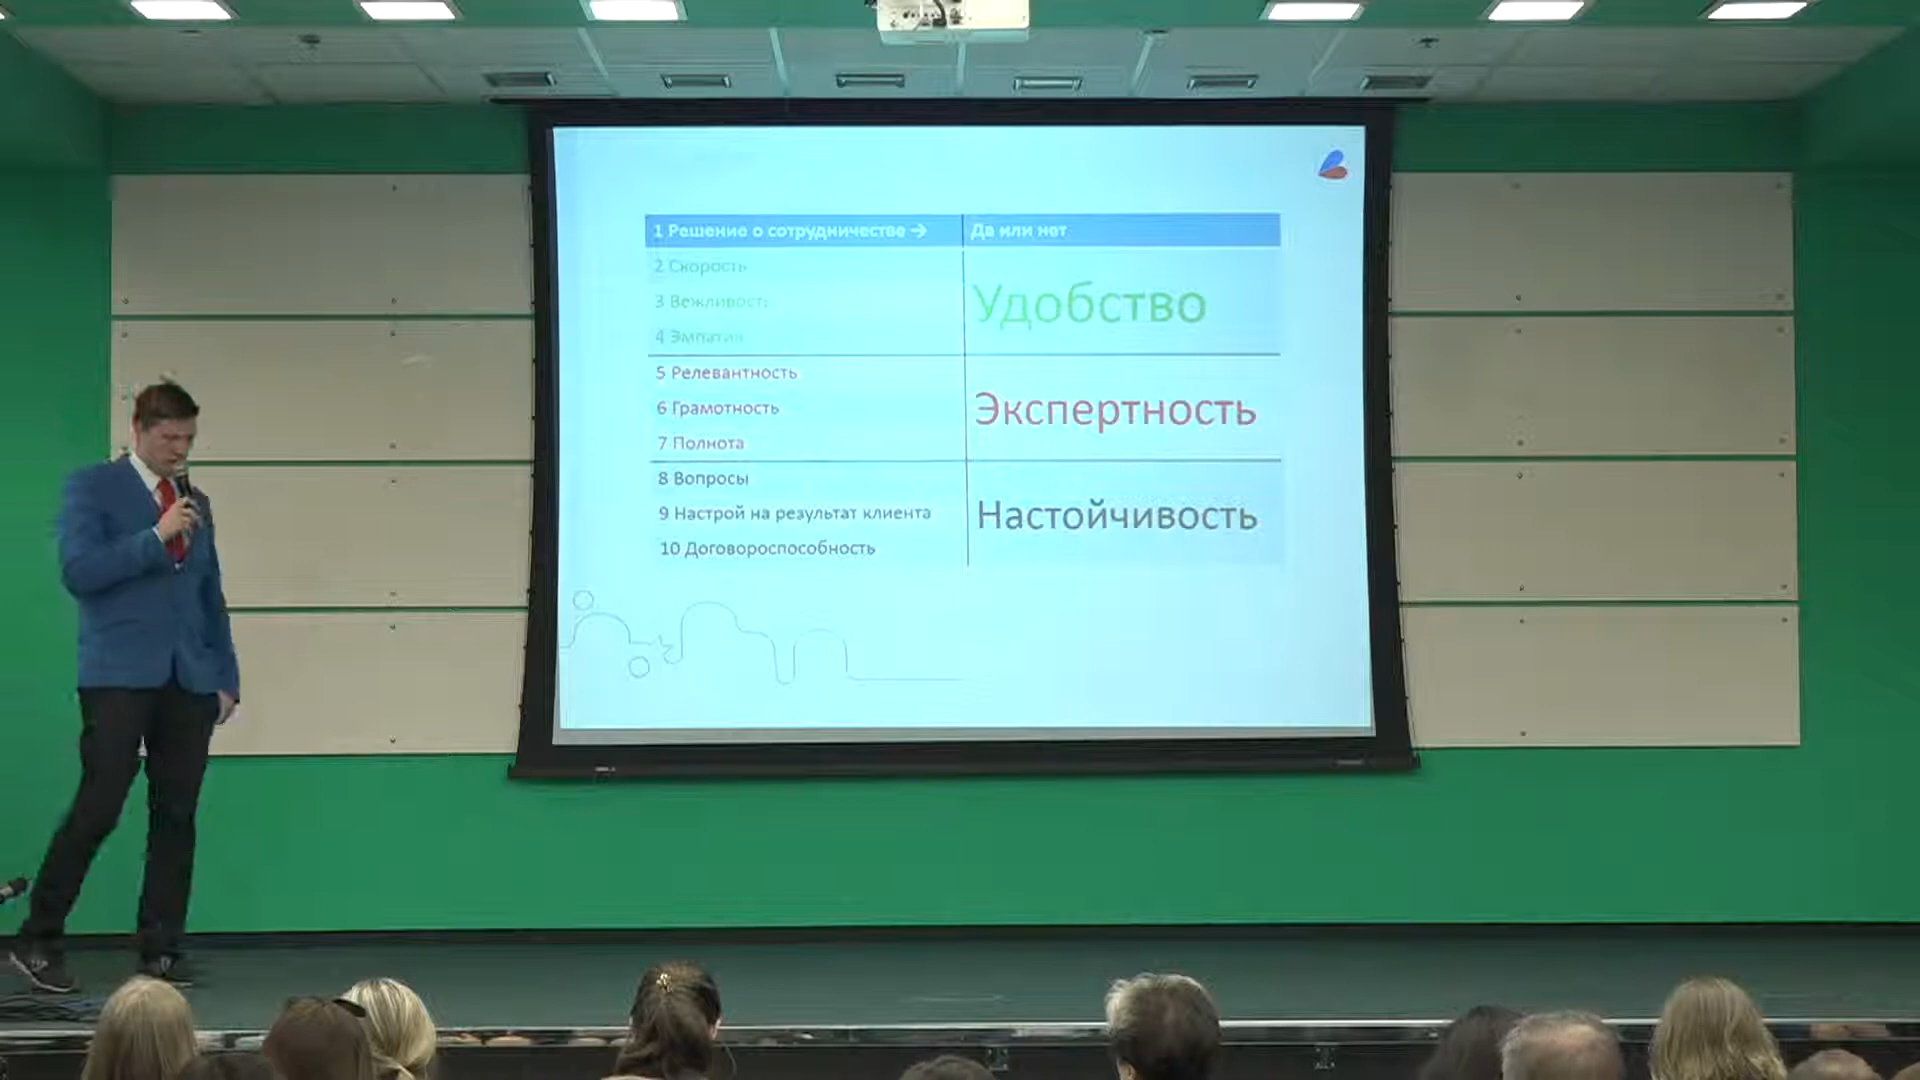 1 Решение о сотрудничестве → Да или нет
2 Скорость
3 Вежливость
4 Эмпатия
Удобство
5 Релевантность
6 Грамотность
7 Полнота
Экспертность
8 Вопросы
9 Настрой на результат клиента
10 Договороспособность
Настойчивость